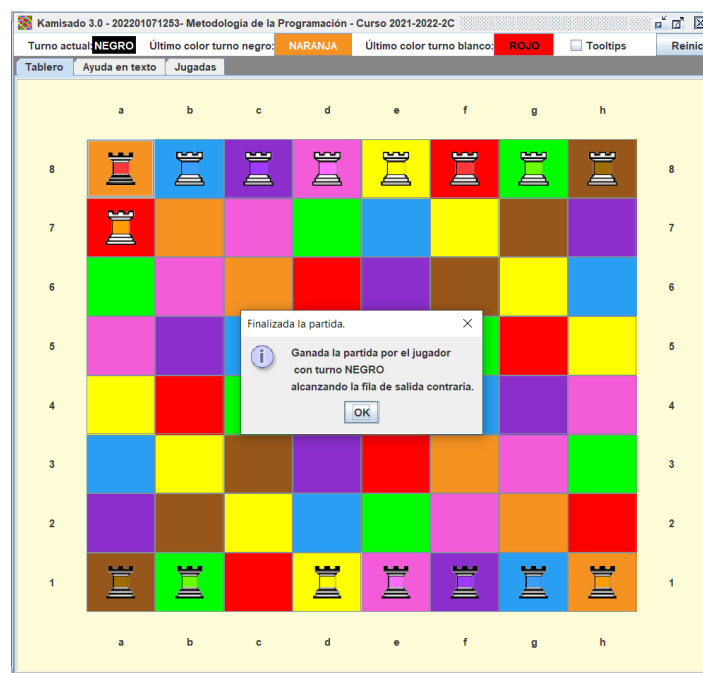 Kamisado 3.0 - 202201071253- Metodología de la Programación - Curso 2021-2022-2C
Turno actual: NEGRO Último color turno negro: NARANJA Último color turno blanco: ROJO Tooltips Reinic
Tablero Ayuda en texto Jugadas
a b c d e f g h
8 8
7 7
6 6
Finalizada la partida.
5 5
Ganada la partida por el jugador
con turno NEGRO
alcanzando la fila de salida contraria.
4 4
OK
3 3
2 2
1 1
a b c d e f g h